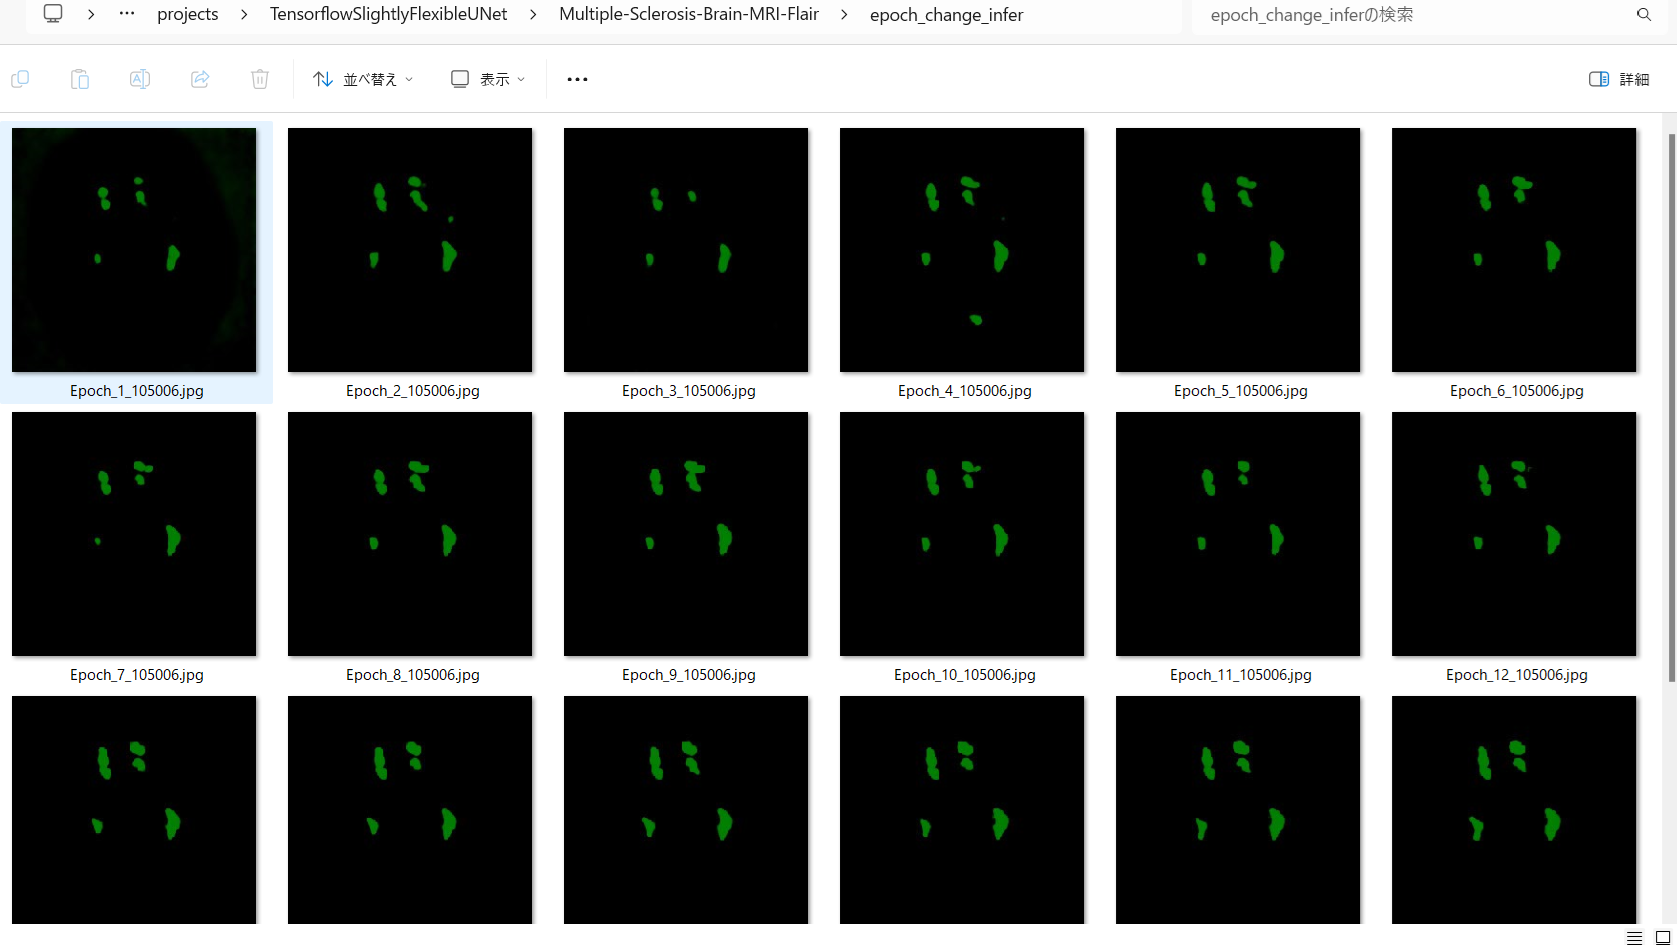 projects > TensorflowSlightlyFlexibleUNet > Multiple-Sclerosis-Brain-MRI-Flair > epoch_change_infer
epoch_change_inferの検索
並べ替え
表示
詳細
Epoch_1_105006.jpg
Epoch_2_105006.jpg
Epoch_3_105006.jpg
Epoch_4_105006.jpg
Epoch_5_105006.jpg
Epoch_6_105006.jpg
Epoch_7_105006.jpg
Epoch_8_105006.jpg
Epoch_9_105006.jpg
Epoch_10_105006.jpg
Epoch_11_105006.jpg
Epoch_12_105006.jpg